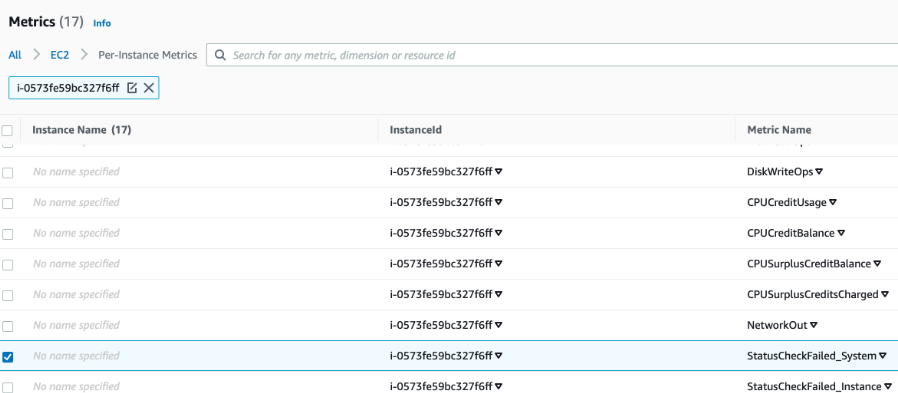 Metrics (17) Info
All > EC2 > Per-Instance Metrics Search for any metric, dimension or resource id
i-0573fe59bc327f6ff
Instance Name (17) InstanceId Metric Name
No name specified i-0573fe59bc327f6ff DiskWriteOps
No name specified i-0573fe59bc327f6ff CPUCreditUsage
No name specified i-0573fe59bc327f6ff CPUCreditBalance
No name specified i-0573fe59bc327f6ff CPUSurplusCreditBalance
No name specified i-0573fe59bc327f6ff CPUSurplusCreditsCharged
No name specified i-0573fe59bc327f6ff NetworkOut
No name specified i-0573fe59bc327f6ff StatusCheckFailed_System
No name specified i-0573fe59bc327f6ff StatusCheckFailed_Instance